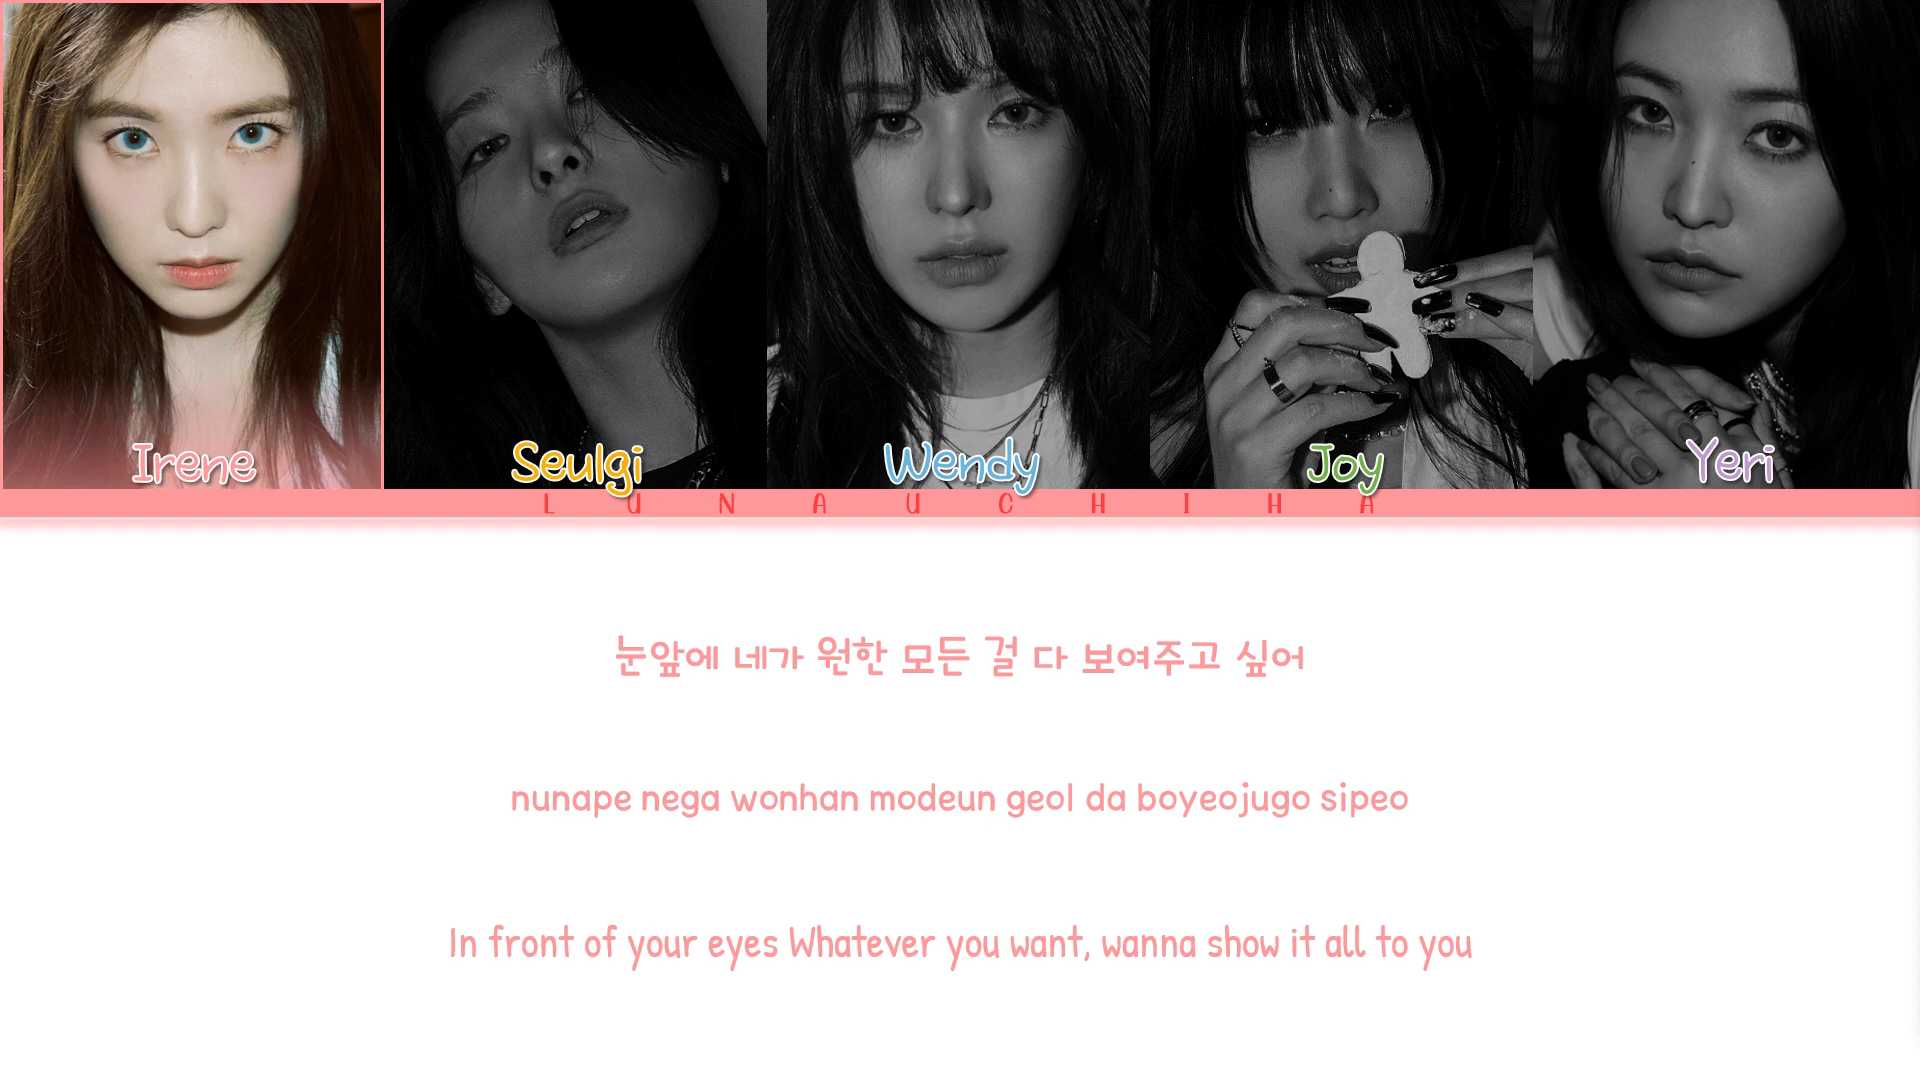 Irene Seulgi Wendy Joy Yeri
LUNAUCHIHA
눈앞에 네가 원한 모든 걸 다 보여주고 싶어
nunape nega wonhan modeun geol da boyeojugo sipeo
In front of your eyes Whatever you want, wanna show it all to you